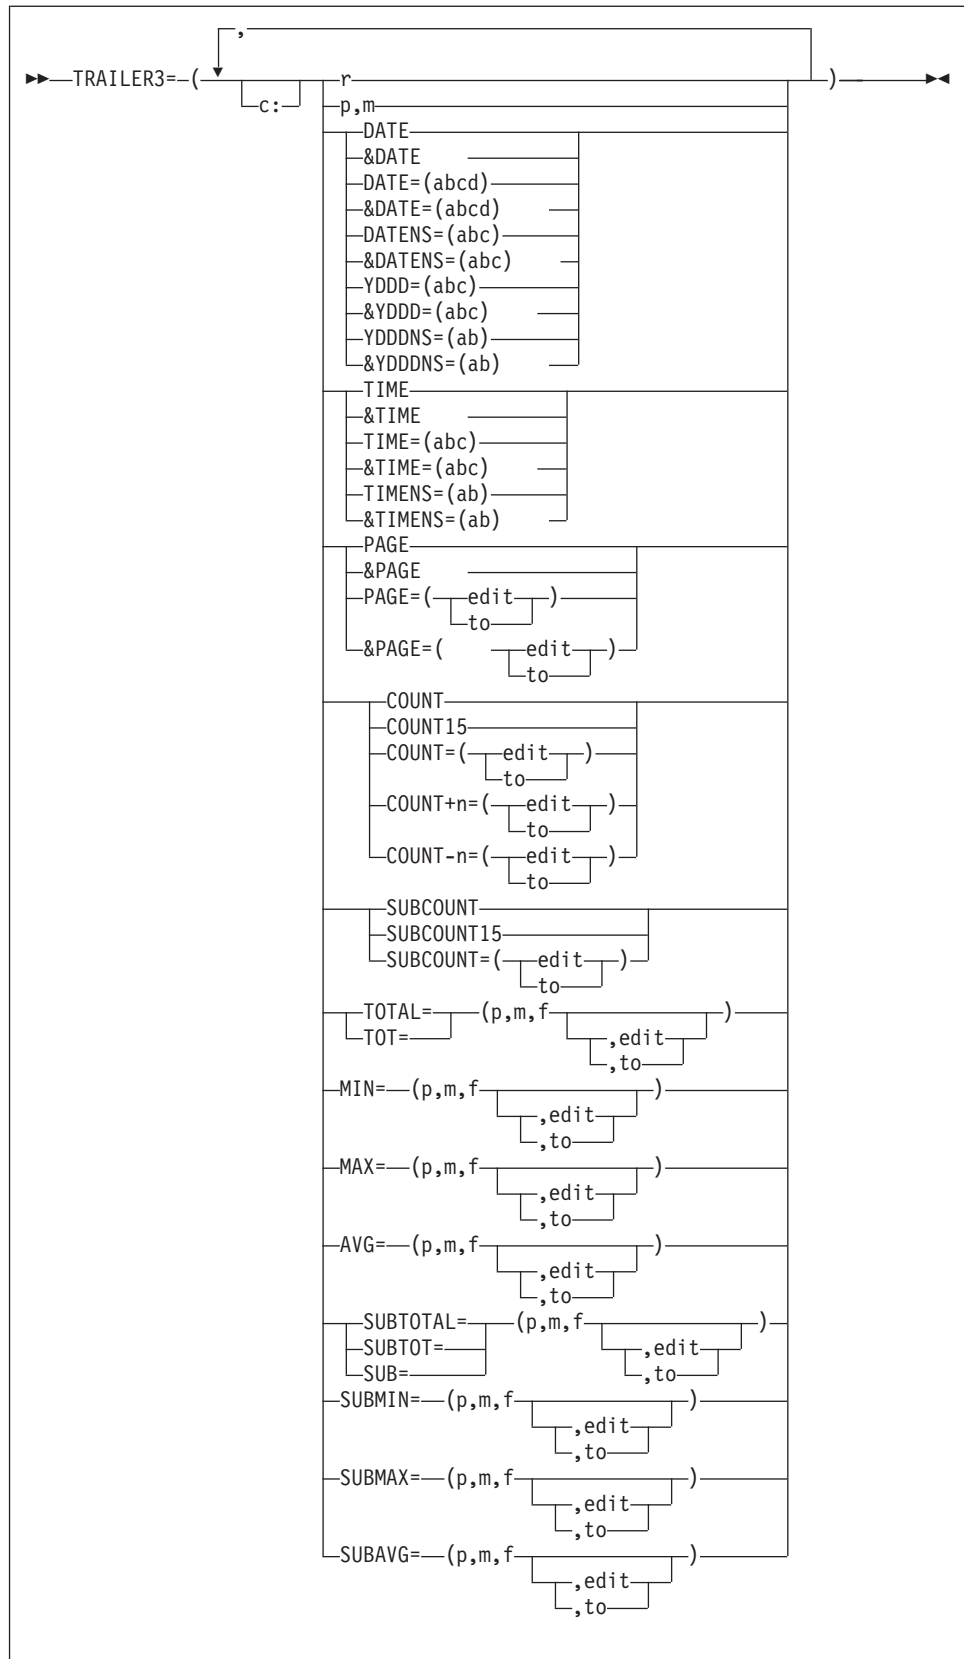 ,
TRAILER3= ( r )
c:
p,m
DATE
&DATE
DATE=(abcd)
&DATE=(abcd)
DATENS=(abc)
&DATENS=(abc)
YDDD=(abc)
&YDDD=(abc)
YDDDNS=(ab)
&YDDDNS=(ab)
TIME
&TIME
TIME=(abc)
&TIME=(abc)
TIMENS=(ab)
&TIMENS=(ab)
PAGE
&PAGE
PAGE=( edit )
to
&PAGE=( edit )
to
COUNT
COUNT15
COUNT=( edit )
to
COUNT+n=( edit )
to
COUNT-n=( edit )
to
SUBCOUNT
SUBCOUNT15
SUBCOUNT=( edit )
to
TOTAL= (p,m,f )
TOT= ,edit
,to
MIN= (p,m,f )
,edit
,to
MAX= (p,m,f )
,edit
,to
AVG= (p,m,f )
,edit
,to
SUBTOTAL= (p,m,f )
SUBTOT= ,edit
SUB= ,to
SUBMIN= (p,m,f )
,edit
,to
SUBMAX= (p,m,f )
,edit
,to
SUBAVG= (p,m,f )
,edit
,to